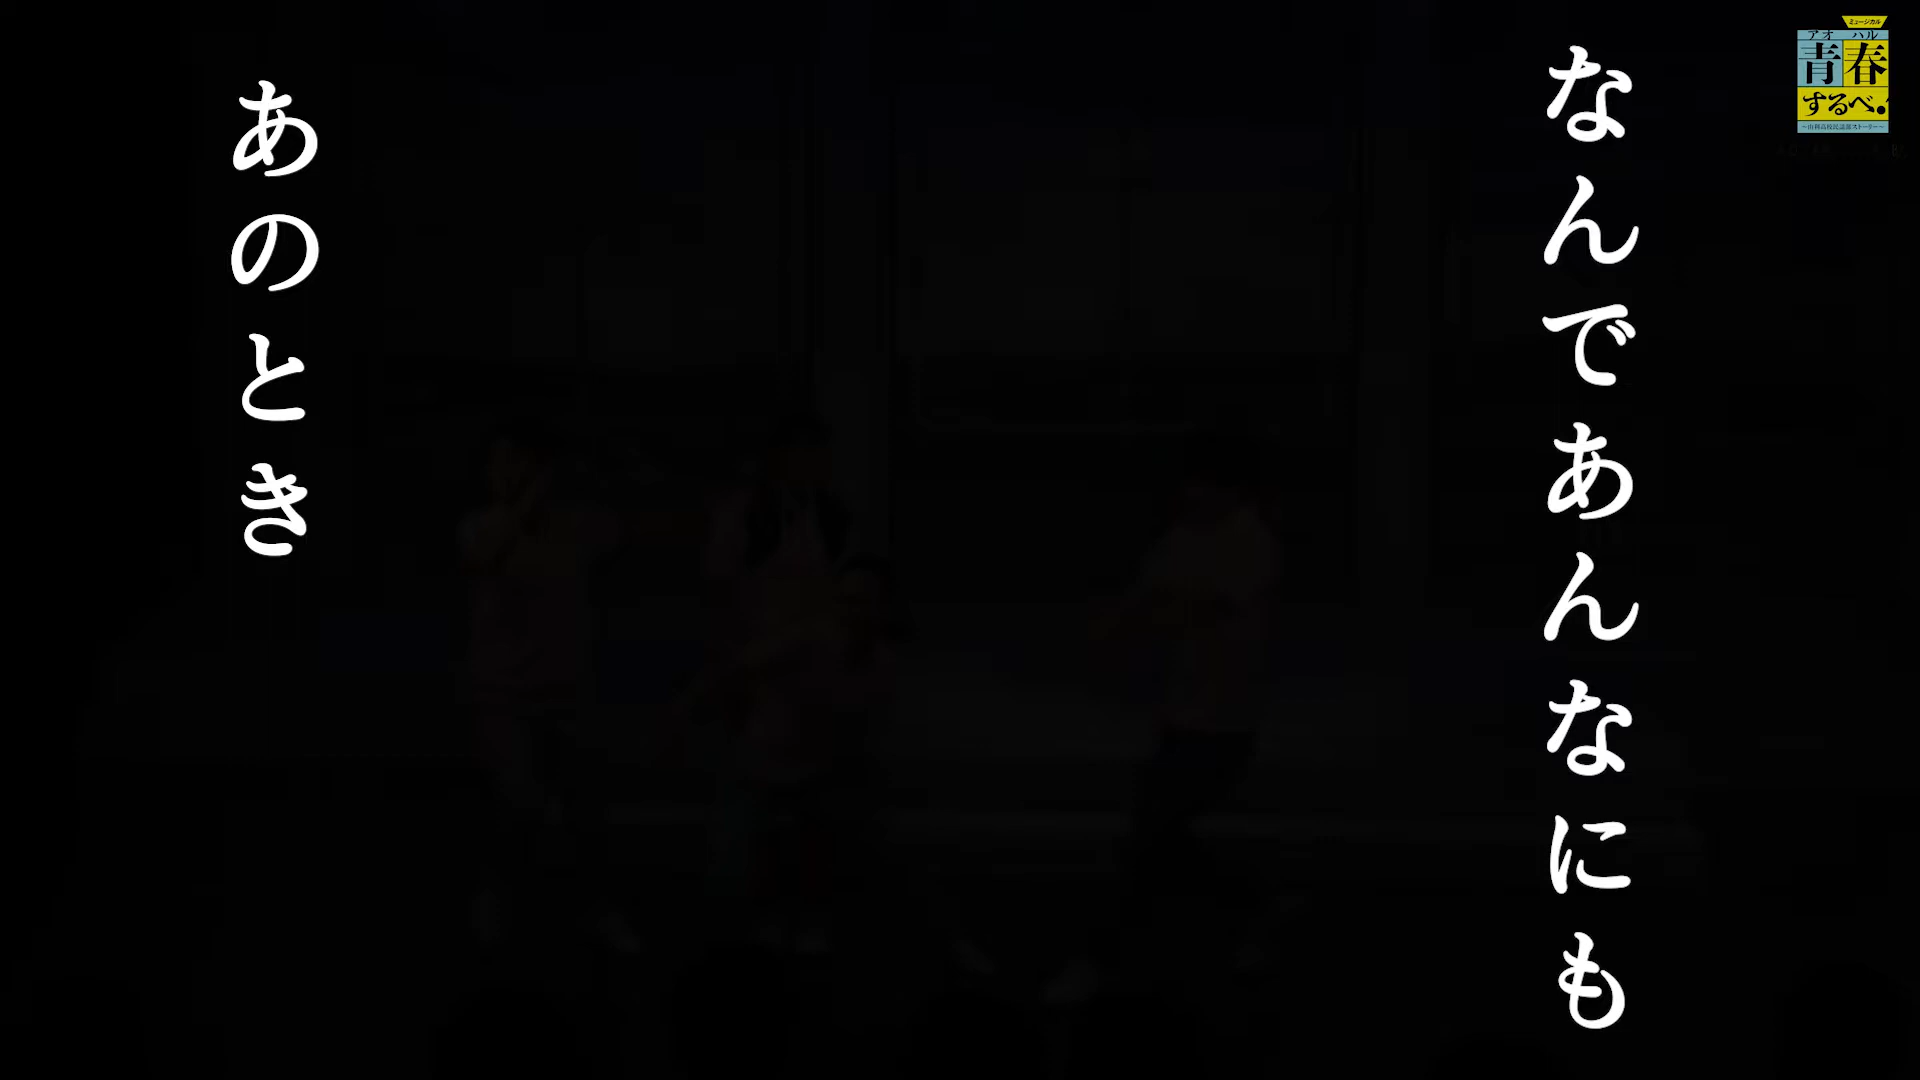 なんであんなにも
あのとき
ミュージカル
アオハル
青春
するべ。